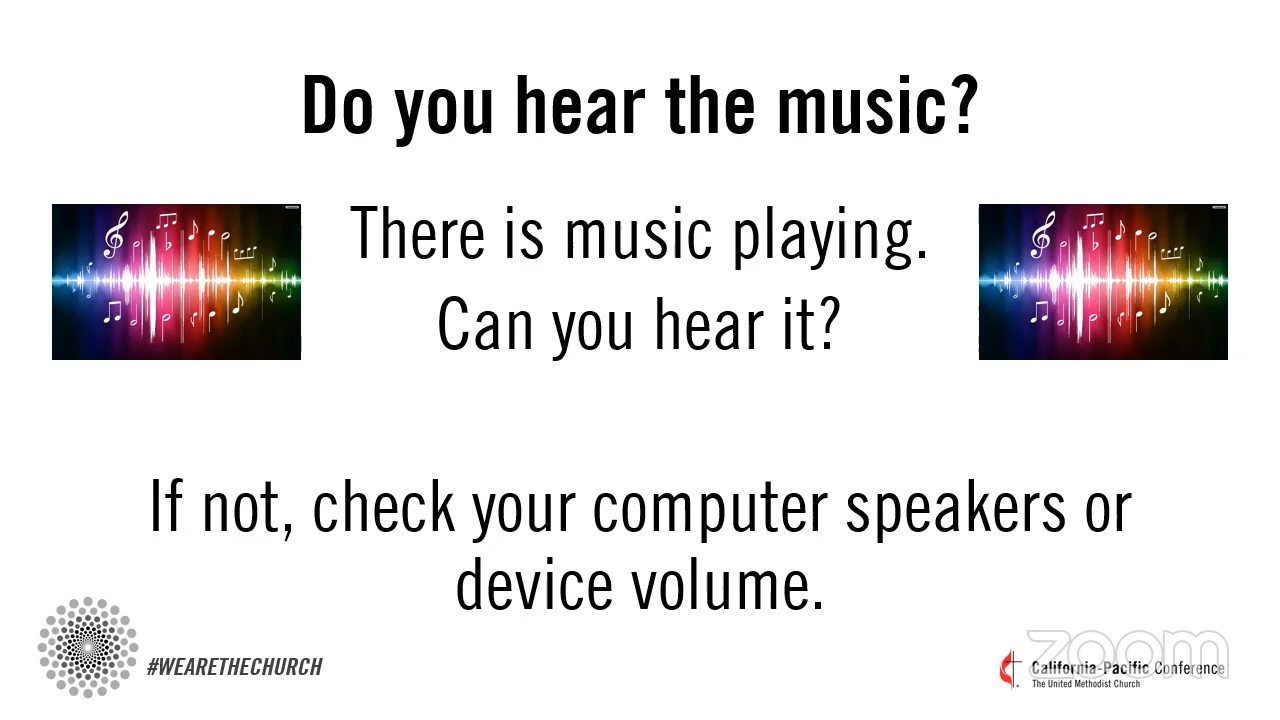 Do you hear the music?
There is music playing.
Can you hear it?
If not, check your computer speakers or
device volume.
#WEARETHECHURCH
zoom
California-Pacific Conference
The United Methodist Church